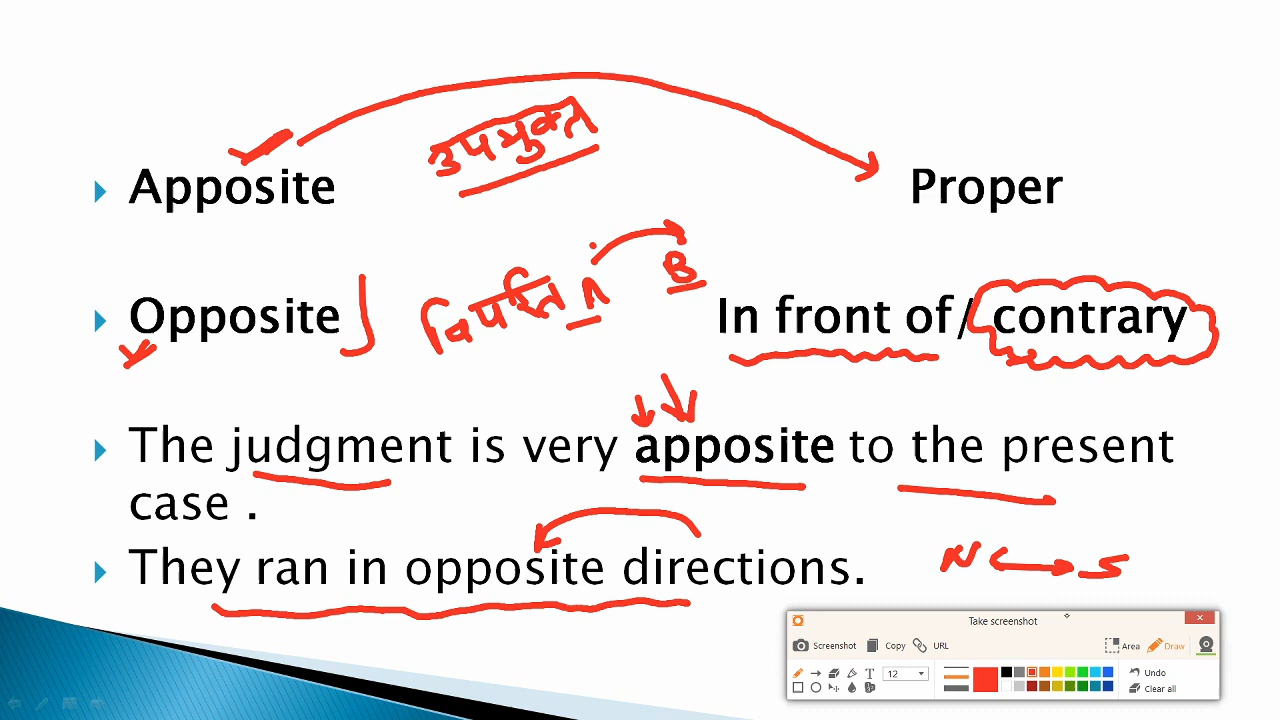 उपयुक्त
Apposite Proper
विपरित A B
Opposite In front of/ contrary
The judgment is very apposite to the present
case .
They ran in opposite directions.
N S
Take screenshot
Screenshot Copy URL Area Draw
T 12 Undo
Clear all